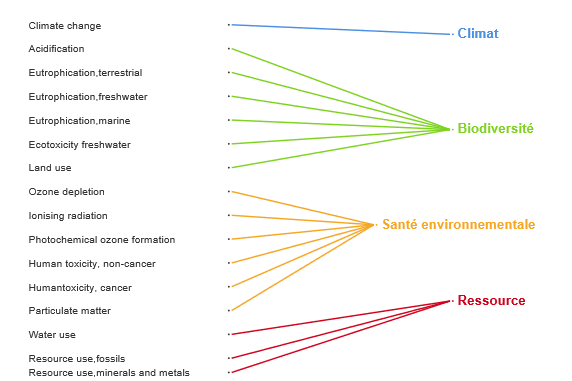 Climate change
Climat
Acidification
Eutrophication,terrestrial
Eutrophication,freshwater
Eutrophication,marine
Biodiversité
Ecotoxicity freshwater
Land use
Ozone depletion
Ionising radiation
Santé environnementale
Photochemical ozone formation
Human toxicity, non-cancer
Humantoxicity, cancer
Ressource
Particulate matter
Water use
Resource use,fossils
Resource use,minerals and metals